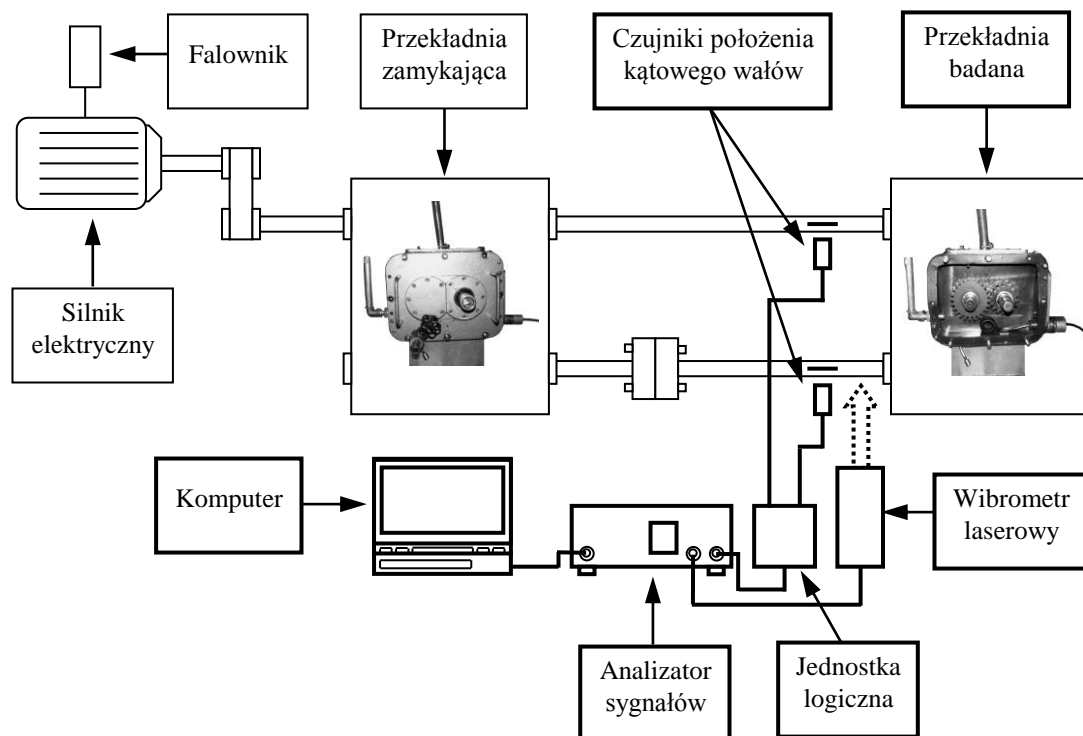 Falownik
Przekładnia
zamykająca
Czujniki położenia
kątowego wałów
Przekładnia
badana
Silnik
elektryczny
Komputer
Wibrometr
laserowy
Analizator
sygnałów
Jednostka
logiczna